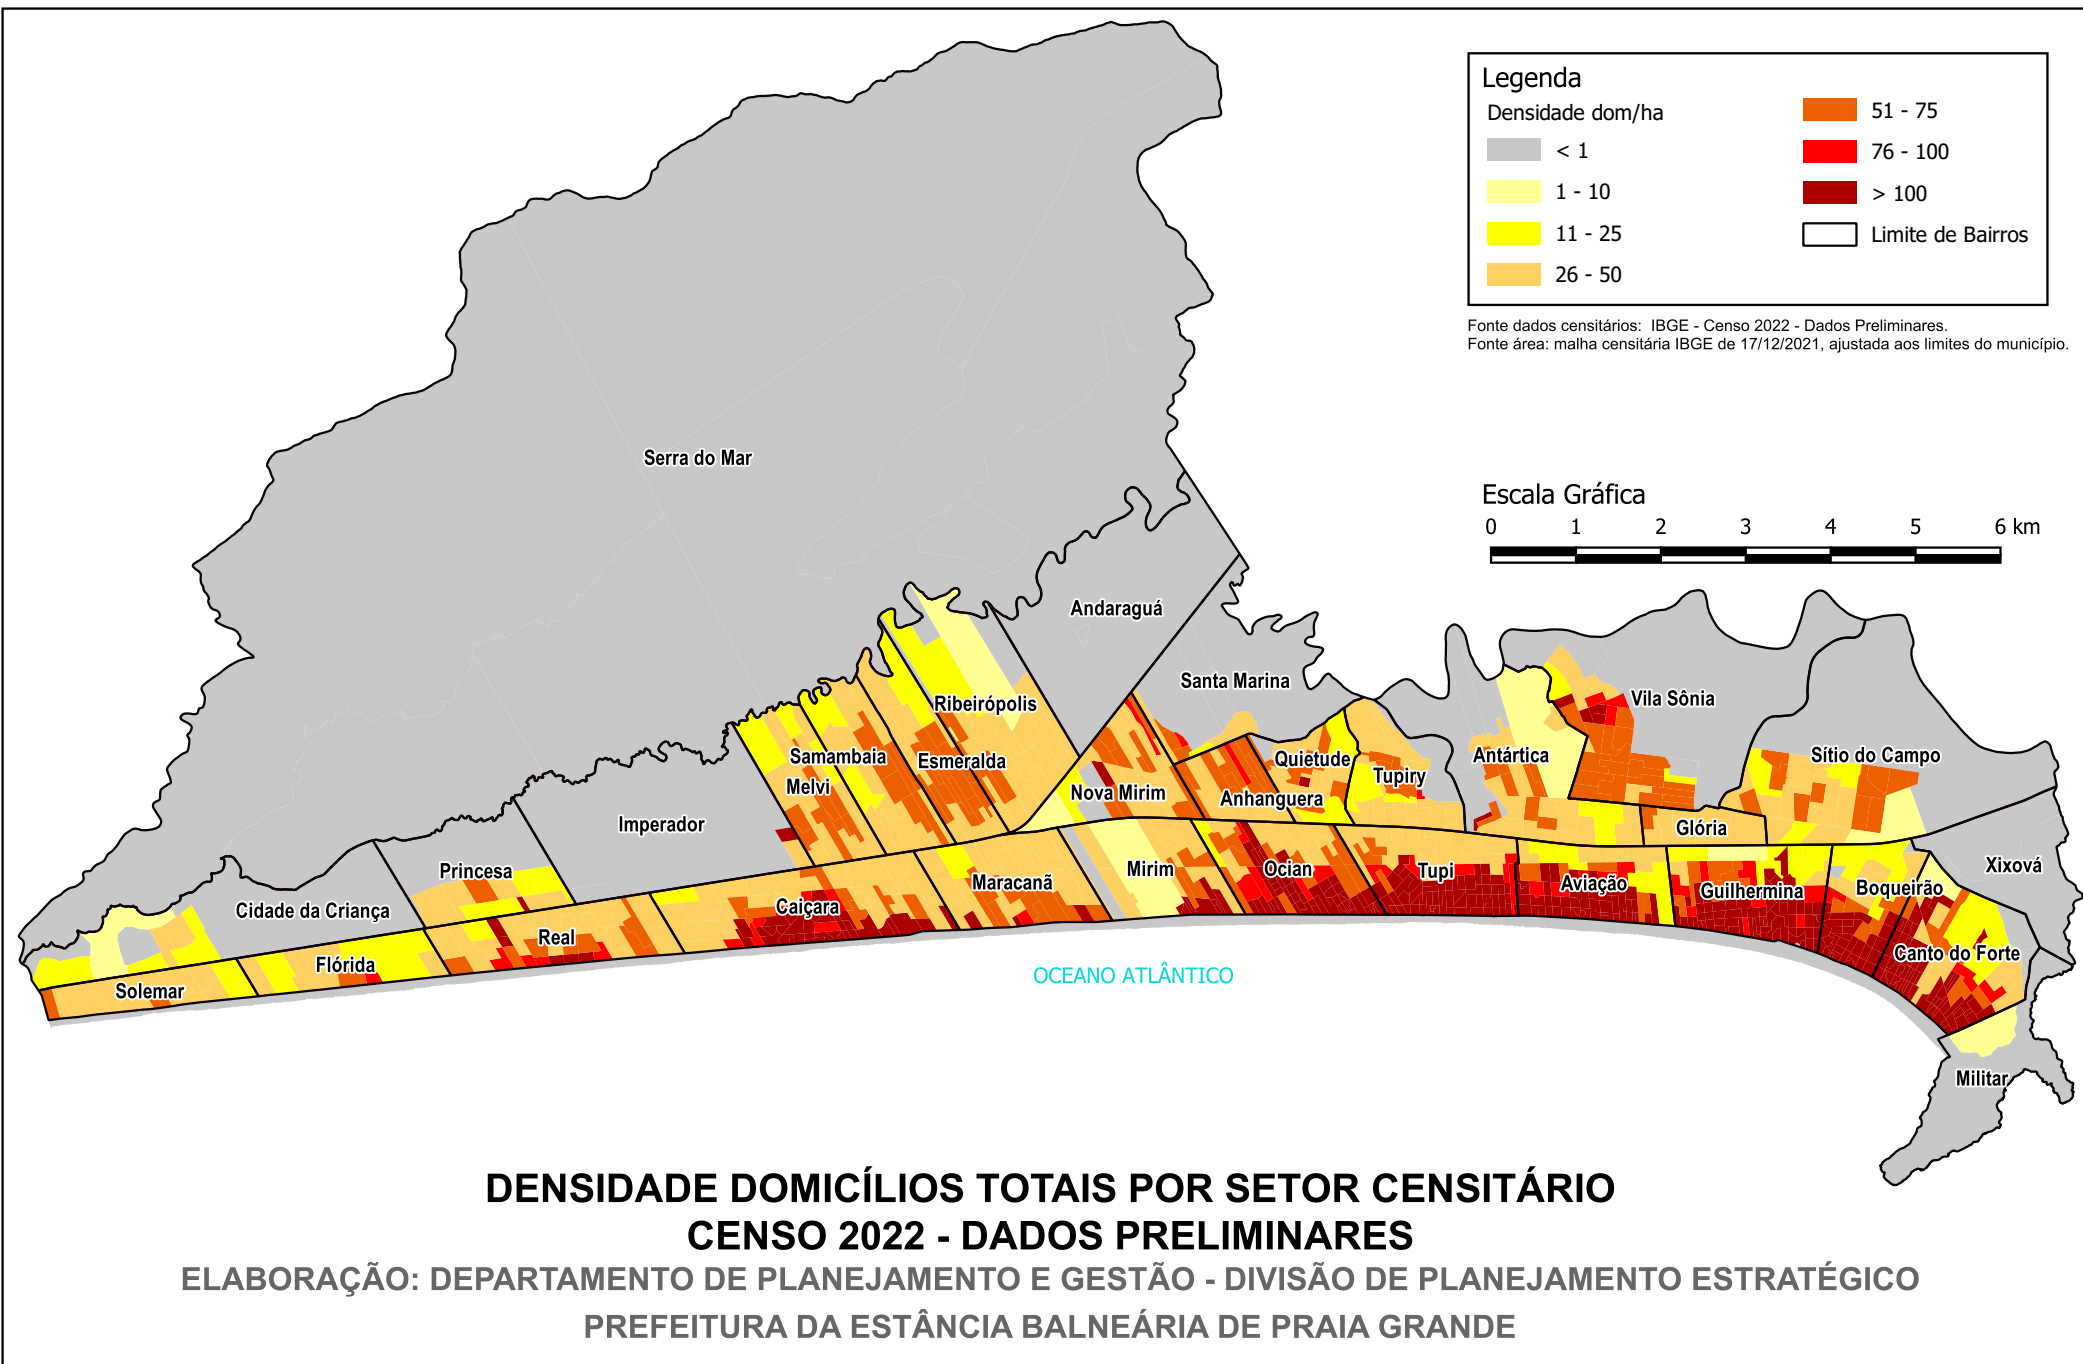 Legenda
Densidade dom/ha
< 1
1 - 10
11 - 25
26 - 50
51 - 75
76 - 100
> 100
Limite de Bairros
Fonte dados censitários: IBGE - Censo 2022 - Dados Preliminares.
Fonte área: malha censitária IBGE de 17/12/2021, ajustada aos limites do município.
Serra do Mar
Escala Gráfica
0 1 2 3 4 5 6 km
Andaraguá
Santa Marina
Vila Sônia
Ribeirópolis
Samambaia
Esmeralda
Quietude
Tupiry
Antártica
Sítio do Campo
Melvi
Nova Mirim
Anhanguera
Imperador
Glória
Princesa
Cidade da Criança
Caiçara
Maracanã
Mirim
Ocian
Tupi
Aviação
Guilhermina
Boqueirão
Xixová
Real
Flórida
Solemar
Canto do Forte
OCEANO ATLÂNTICO
Militar
DENSIDADE DOMICÍLIOS TOTAIS POR SETOR CENSITÁRIO
CENSO 2022 - DADOS PRELIMINARES
ELABORAÇÃO: DEPARTAMENTO DE PLANEJAMENTO E GESTÃO - DIVISÃO DE PLANEJAMENTO ESTRATÉGICO
PREFEITURA DA ESTÂNCIA BALNEÁRIA DE PRAIA GRANDE